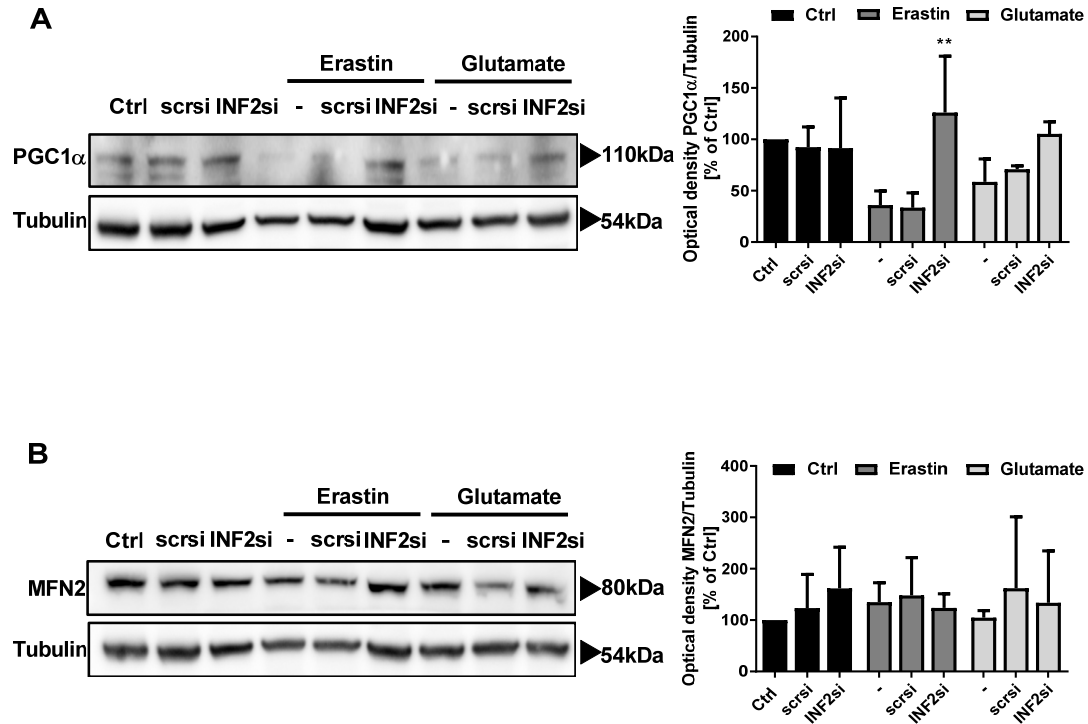 A
Erastin Glutamate
Ctrl scrsi INF2si - scrsi INF2si - scrsi INF2si
PGC1α 110kDa
Tubulin 54kDa
Ctrl Erastin Glutamate
Optical density PGC1α/Tubulin
[% of Ctrl]
200
**
150
100
50
0
Ctrl scrsi INF2si - scrsi INF2si - scrsi INF2si
B
Erastin Glutamate
Ctrl scrsi INF2si - scrsi INF2si - scrsi INF2si
MFN2 80kDa
Tubulin 54kDa
Optical density MFN2/Tubulin
[% of Ctrl]
400
Ctrl Erastin Glutamate
300
200
100
0
Ctrl scrsi INF2si - scrsi INF2si - scrsi INF2si